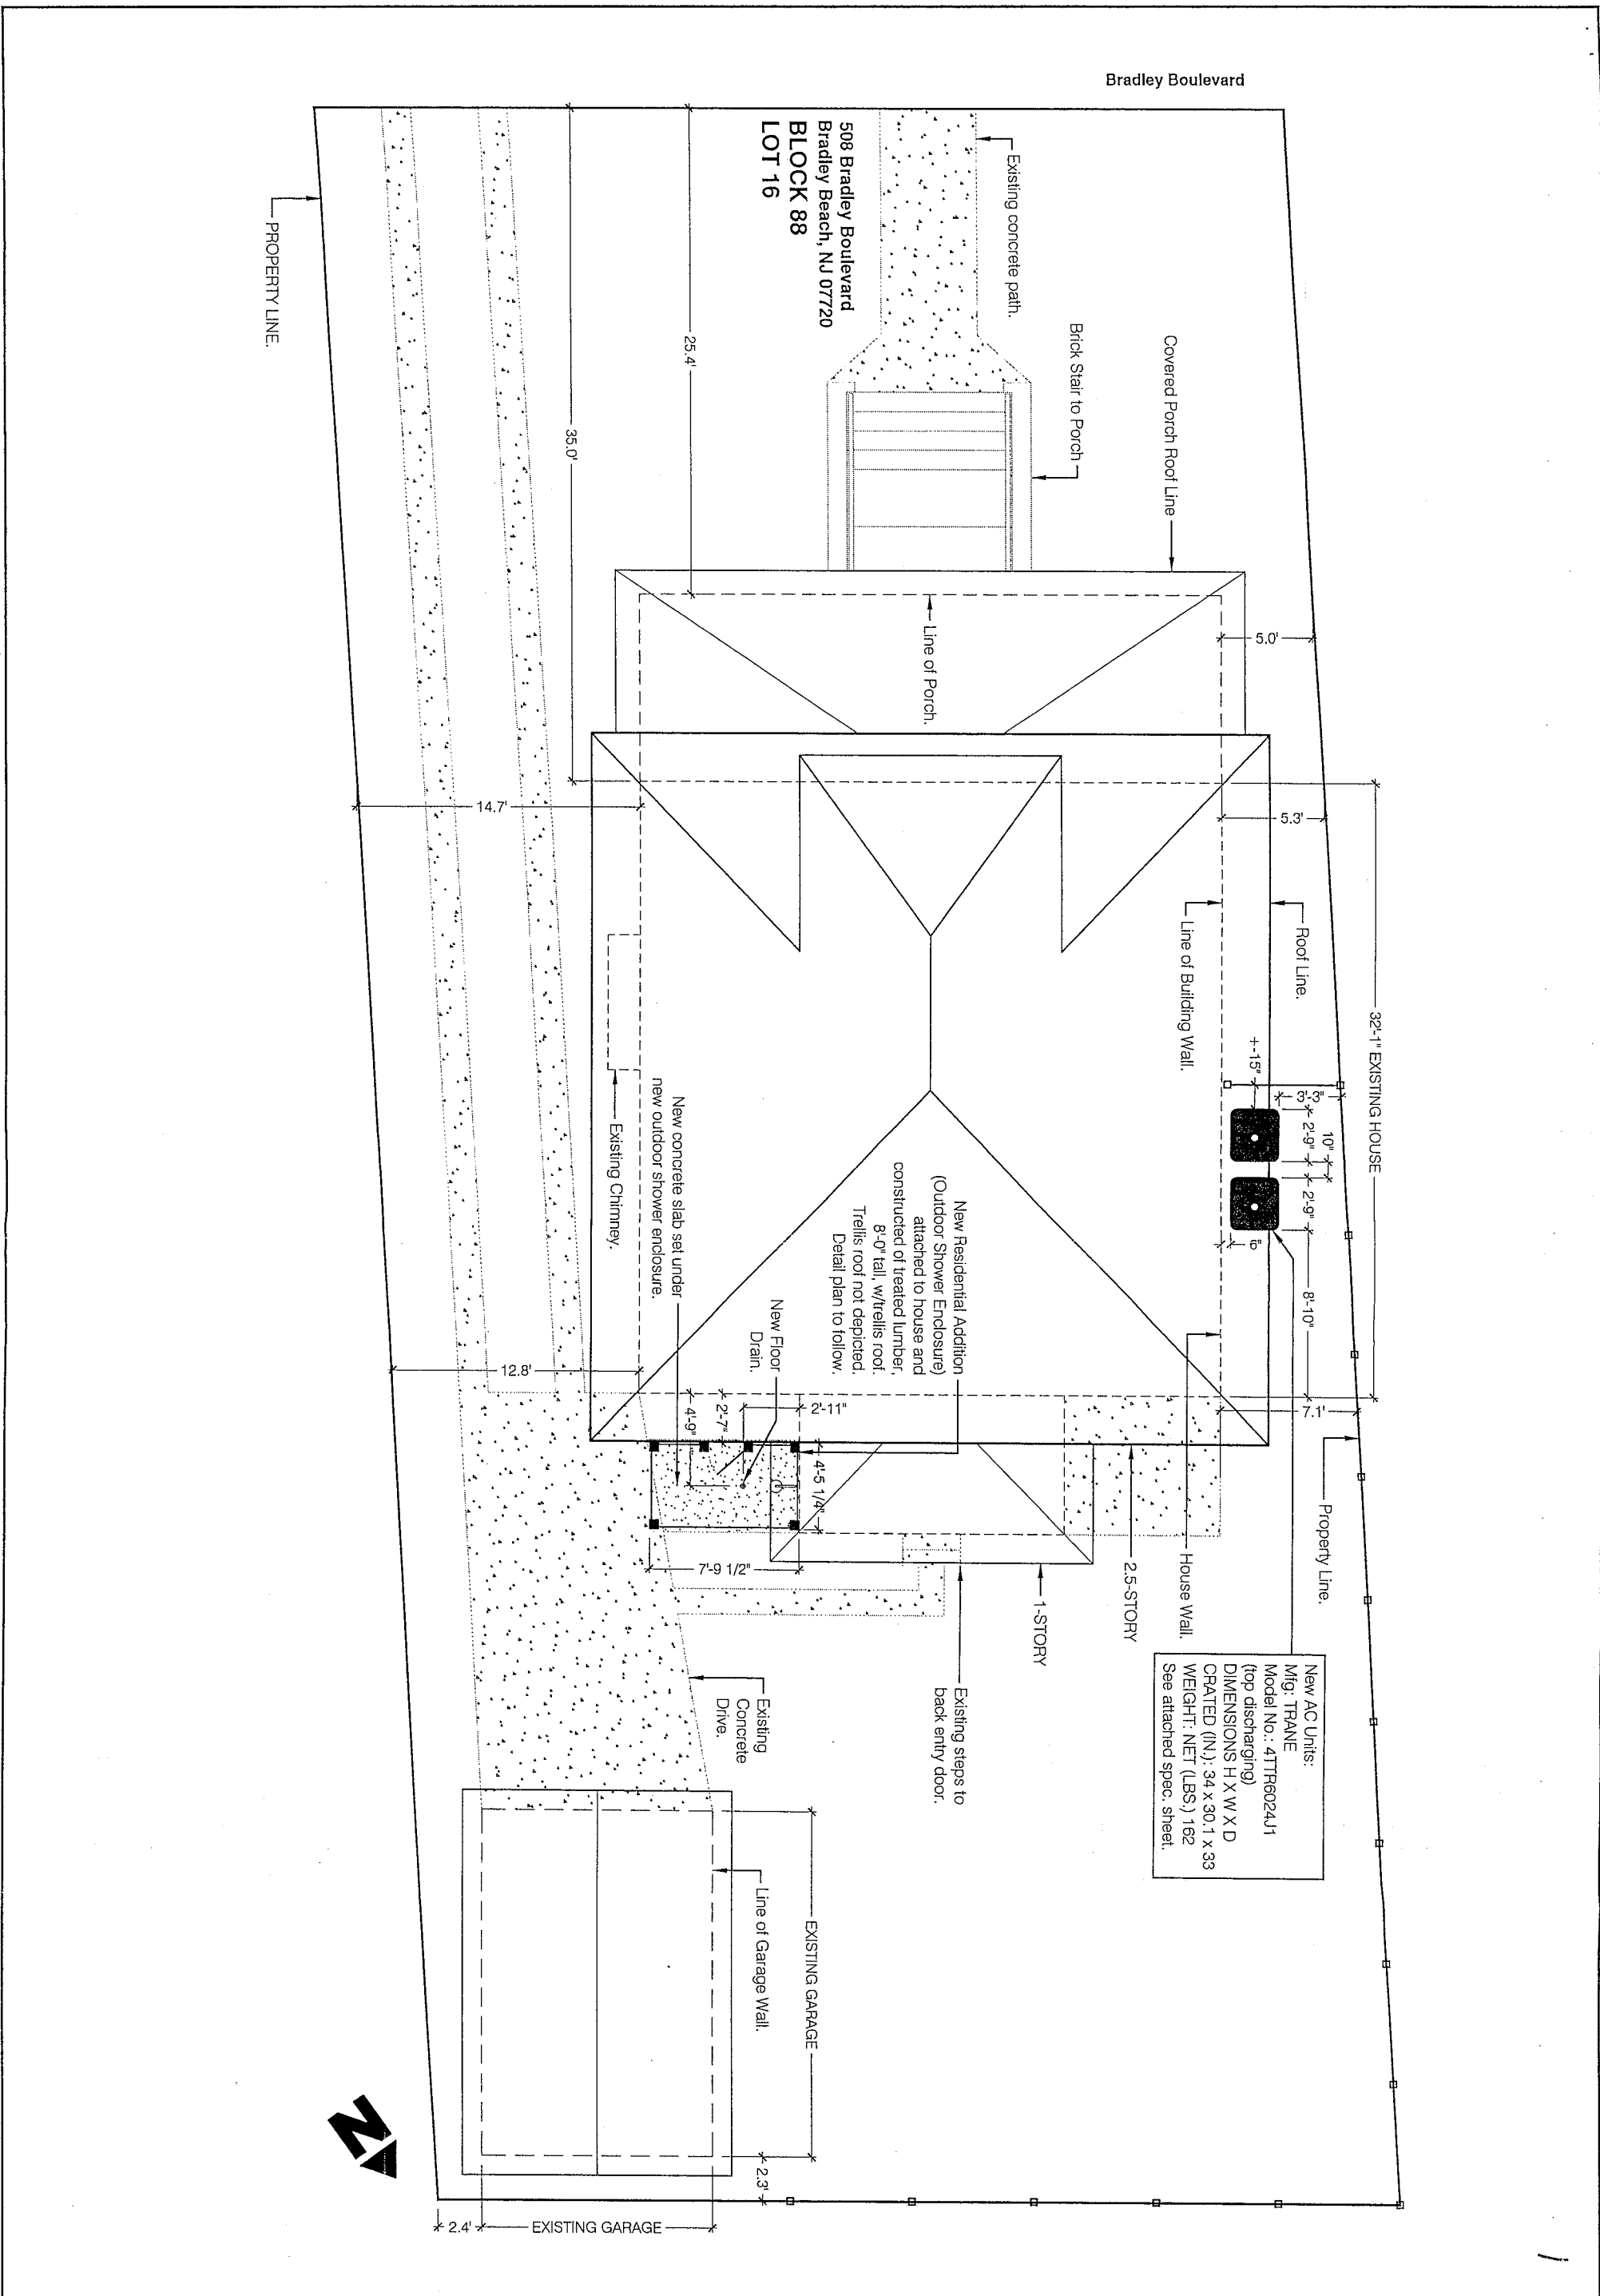 Bradley Boulevard
508 Bradley Boulevard
Bradley Beach, NJ 07720
BLOCK 88
LOT 16
Existing concrete path.
Brick Stair to Porch
Covered Porch Roof Line
PROPERTY LINE.
25.4'
35.0'
Line of Porch.
5.0'
14.7'
5.3'
Line of Building Wall.
Roof Line.
32'-1" EXISTING HOUSE
+-15"
3'-3"
2'-9"
10"
2'-9"
6"
8'-10"
Existing Chimney.
New concrete slab set under
new outdoor shower enclosure.
New Floor
Drain.
New Residential Addition
(Outdoor Shower Enclosure)
attached to house and
constructed of treated lumber,
8'-0" tall, w/trellis roof.
Trellis roof not depicted.
Detail plan to follow.
12.8'
4'-9"
2'-7"
2'-11"
4'-5 1/4"
7'-9 1/2"
7.1'
Property Line.
House Wall.
2.5-STORY
1-STORY
Existing steps to
back entry door.
New AC Units:
Mfg: TRANE
Model No.: 4TTR6024J1
(top discharging)
DIMENSIONS H X W X D
CRATED (IN.): 34 x 30.1 x 33
WEIGHT: NET (LBS.) 162
See attached spec. sheet.
Existing
Concrete
Drive.
Line of Garage Wall.
EXISTING GARAGE
2.3'
2.4'
EXISTING GARAGE
N